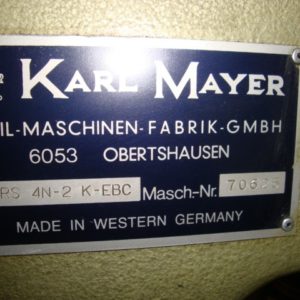 KARL MAYER
IL-MASCHINEN-FABRIK-GMBH
6053 OBERTSHAUSEN
RS 4N-2 K-EBC Masch.-Nr.
MADE IN WESTERN GERMANY